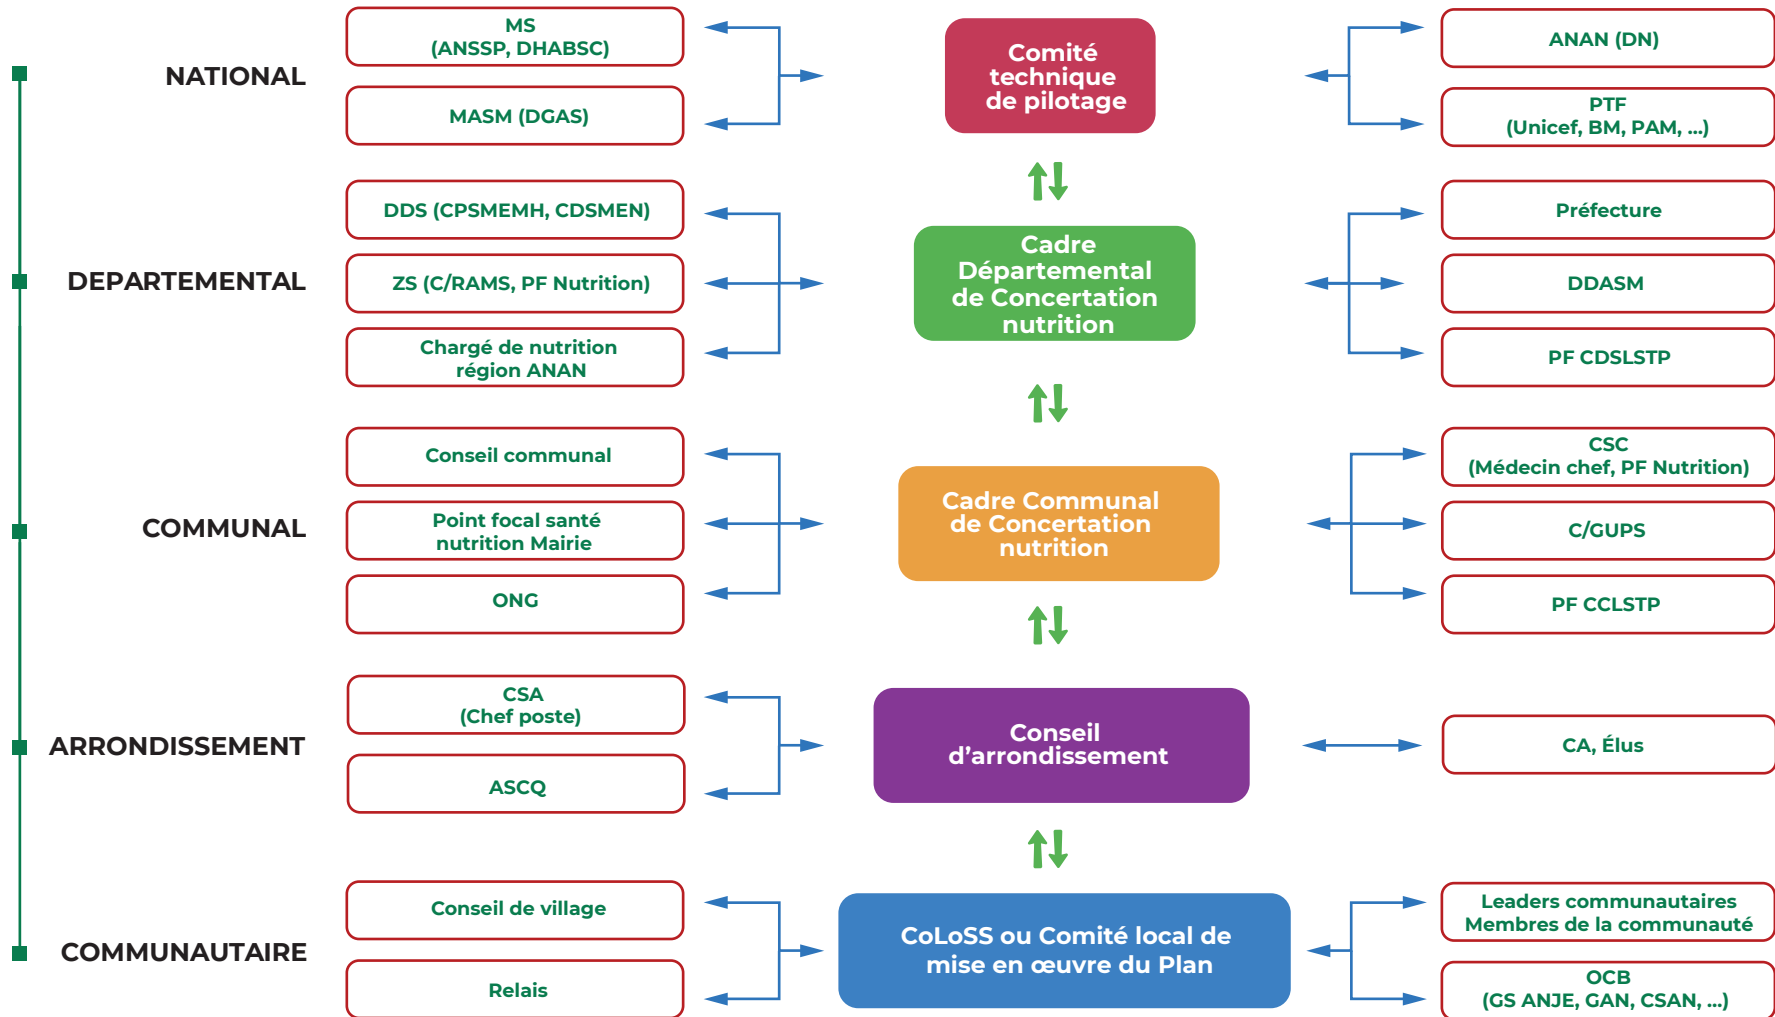 NATIONAL
MS
(ANSSP, DHABSC)
MASM (DGAS)
Comité
technique
de pilotage
ANAN (DN)
PTF
(Unicef, BM, PAM, ...)
DEPARTEMENTAL
DDS (CPSMEMH, CDSMEN)
ZS (C/RAMS, PF Nutrition)
Chargé de nutrition
région ANAN
Cadre
Départemental
de Concertation
nutrition
Préfecture
DDASM
PF CDSLSTP
COMMUNAL
Conseil communal
Point focal santé
nutrition Mairie
ONG
Cadre Communal
de Concertation
nutrition
CSC
(Médecin chef, PF Nutrition)
C/GUPS
PF CCLSTP
ARRONDISSEMENT
CSA
(Chef poste)
ASCQ
Conseil
d’arrondissement
CA, Élus
COMMUNAUTAIRE
Conseil de village
Relais
CoLoSS ou Comité local de
mise en œuvre du Plan
Leaders communautaires
Membres de la communauté
OCB
(GS ANJE, GAN, CSAN, ...)